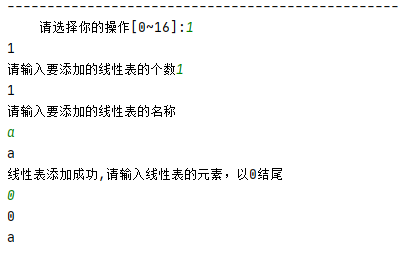 --------------------------------------------------
请选择你的操作[0~16]:1
1
请输入要添加的线性表的个数1
1
请输入要添加的线性表的名称
a
a
线性表添加成功,请输入线性表的元素，以0结尾
0
0
a